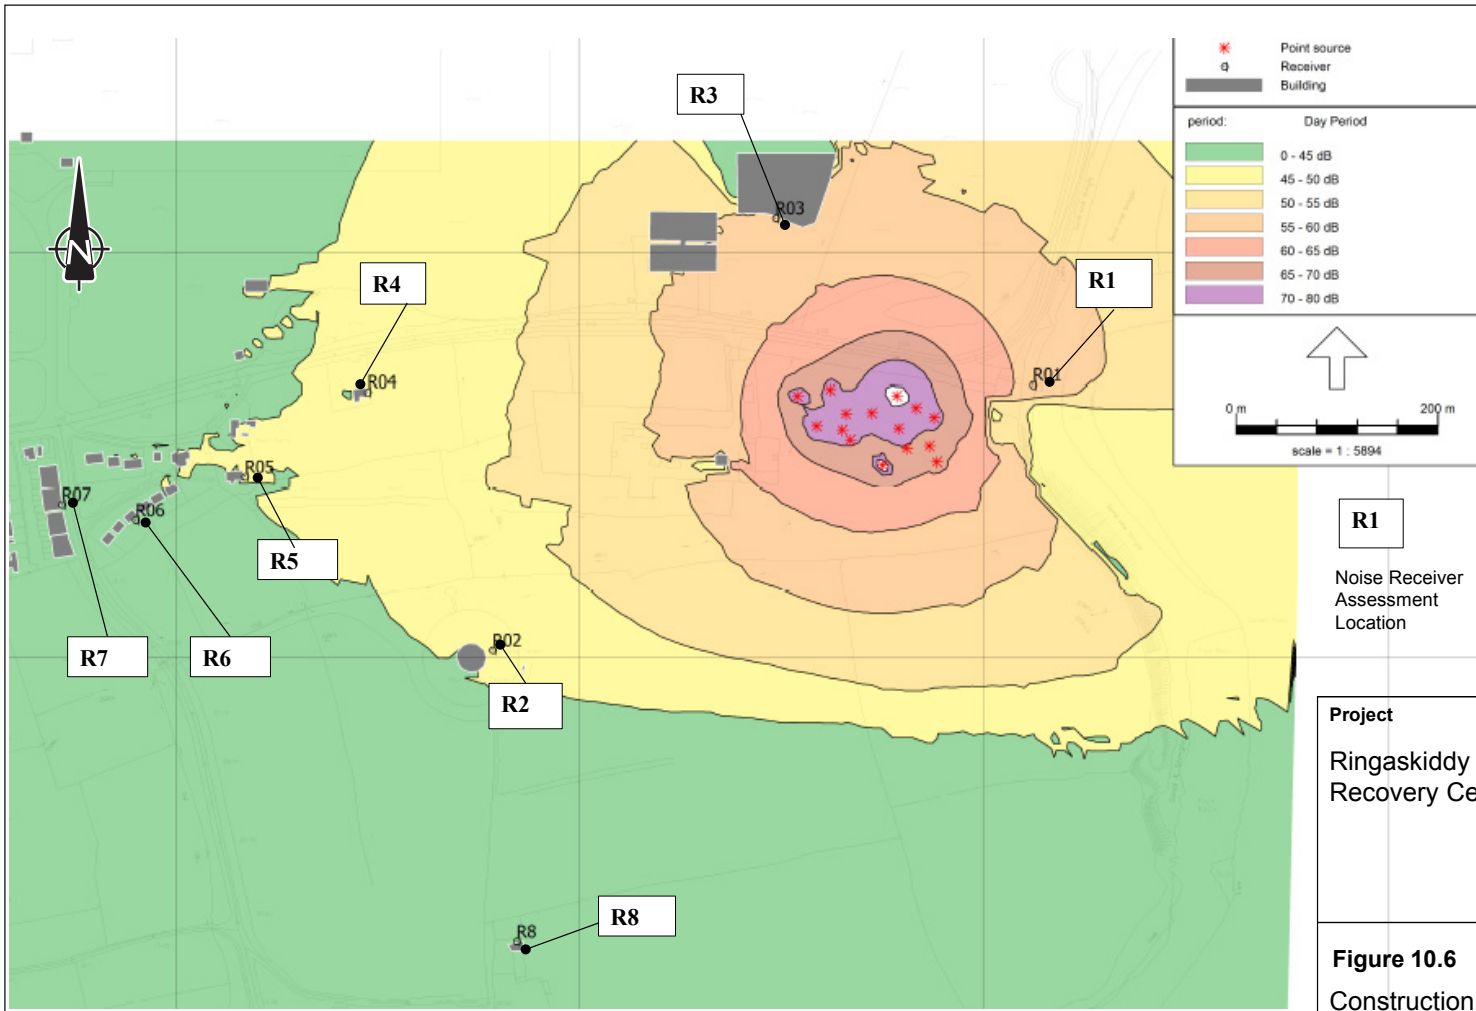 Point source
Receiver
Building
period: Day Period
0 - 45 dB
45 - 50 dB
50 - 55 dB
55 - 60 dB
60 - 65 dB
65 - 70 dB
70 - 80 dB
0 m 200 m
scale = 1 : 5894
R3
R03
N
R4
R04
R1
R01
R05
R07
R06
R5
R7
R6
R02
R2
R8
R8
R1
Noise Receiver
Assessment
Location
Project
Ringaskiddy
Recovery Ce
Figure 10.6
Construction